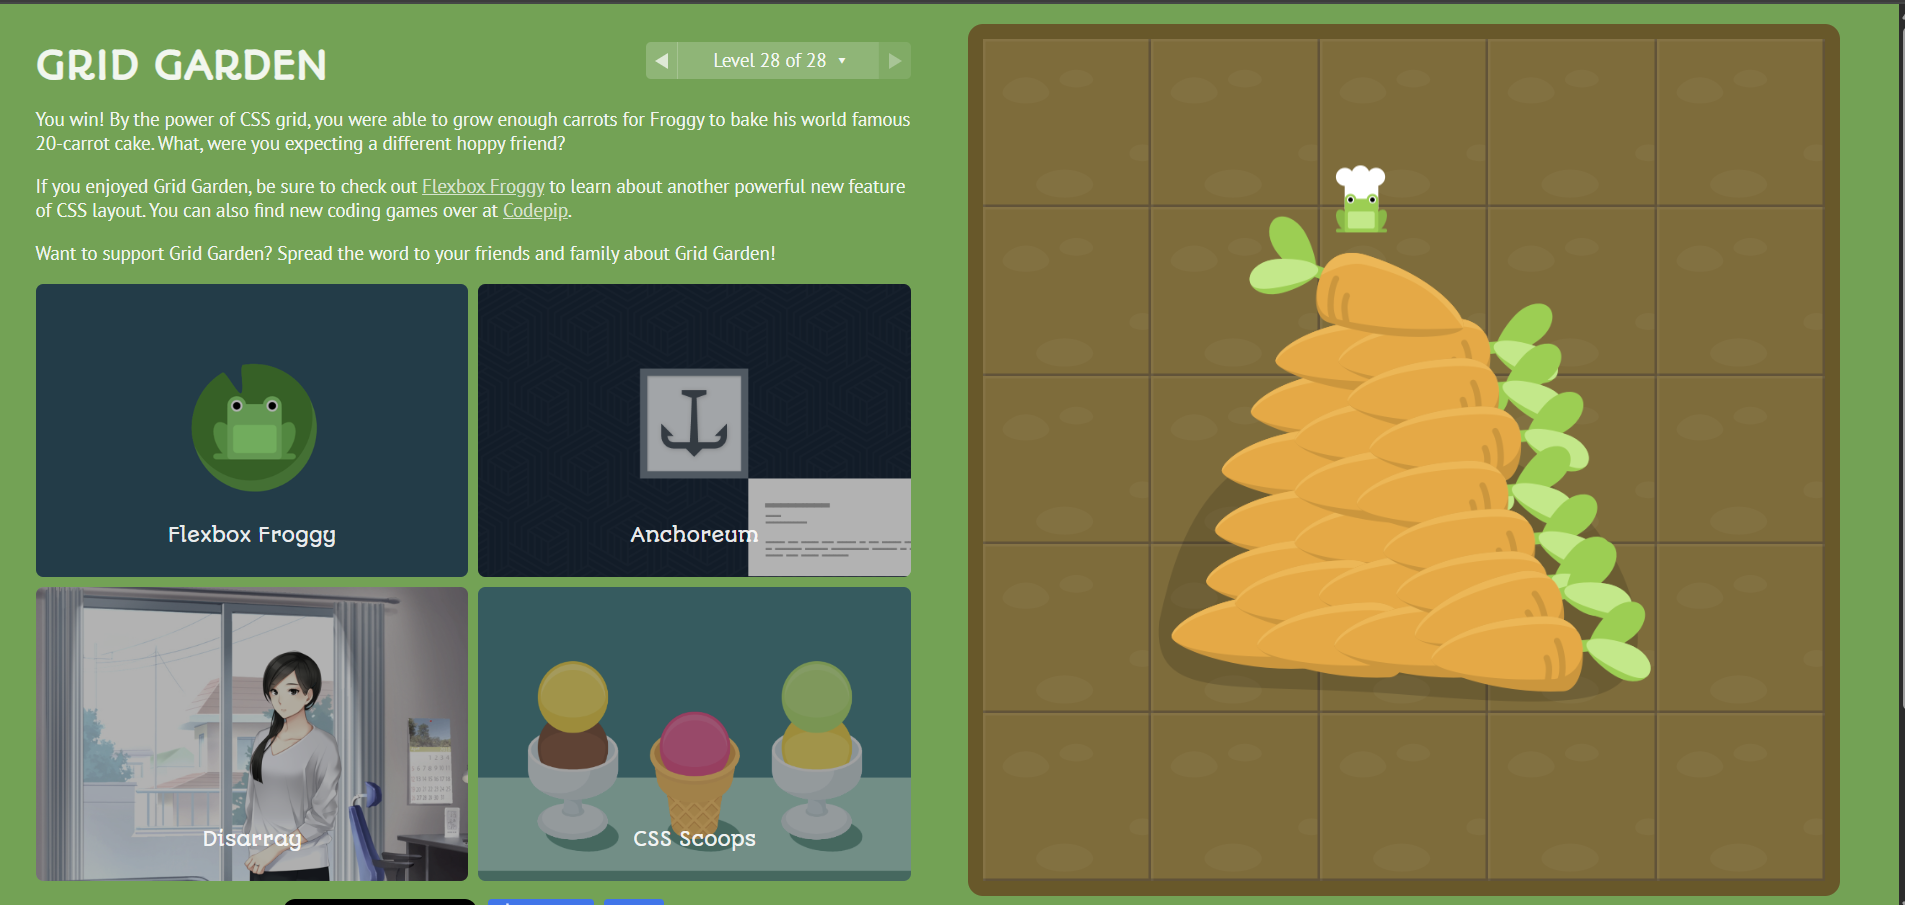 GRID GARDEN
Level 28 of 28
You win! By the power of CSS grid, you were able to grow enough carrots for Froggy to bake his world famous
20-carrot cake. What, were you expecting a different hoppy friend?
If you enjoyed Grid Garden, be sure to check out Flexbox Froggy to learn about another powerful new feature
of CSS layout. You can also find new coding games over at Codepip.
Want to support Grid Garden? Spread the word to your friends and family about Grid Garden!
Flexbox Froggy
Anchoreum
Disarray
CSS Scoops